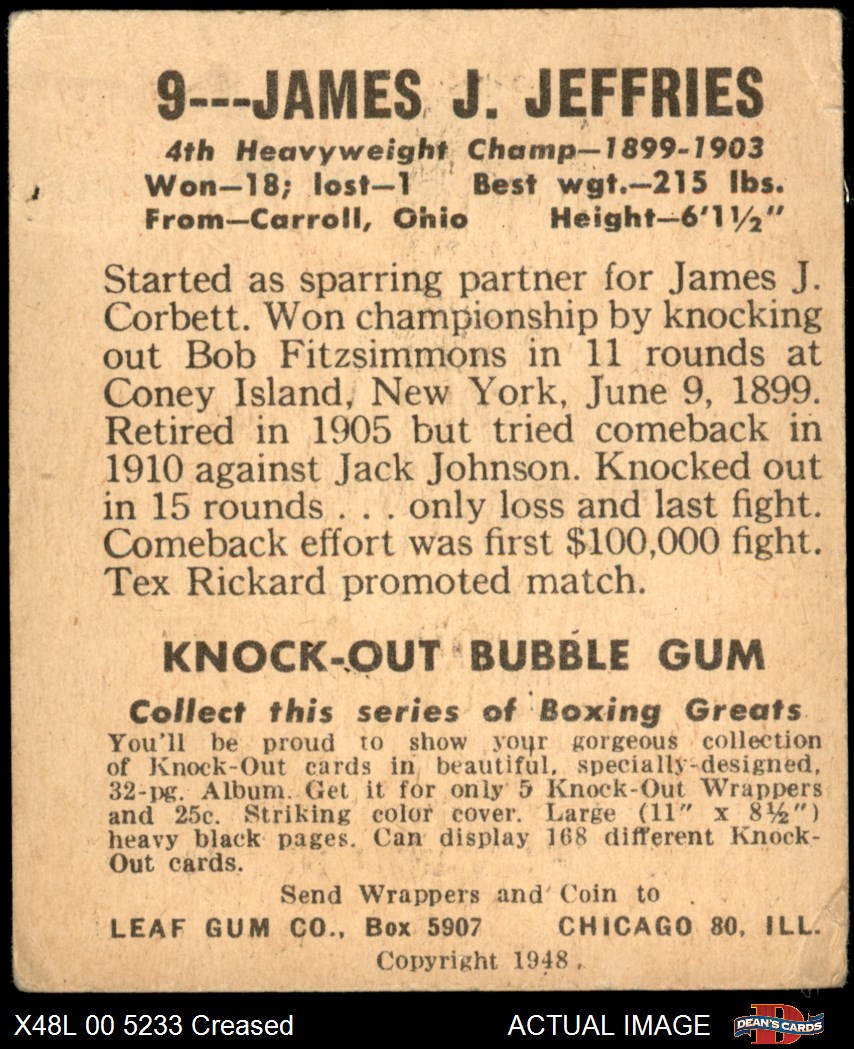 9---JAMES J. JEFFRIES
4th Heavyweight Champ—1899-1903
Won—18; lost—1 Best wgt.—215 lbs.
From—Carroll, Ohio Height—6'1½"
Started as sparring partner for James J.
Corbett. Won championship by knocking
out Bob Fitzsimmons in 11 rounds at
Coney Island, New York, June 9, 1899.
Retired in 1905 but tried comeback in
1910 against Jack Johnson. Knocked out
in 15 rounds . . . only loss and last fight.
Comeback effort was first $100,000 fight.
Tex Rickard promoted match.
KNOCK-OUT BUBBLE GUM
Collect this series of Boxing Greats
You'll be proud to show your gorgeous collection
of Knock-Out cards in beautiful, specially-designed,
32-pg. Album. Get it for only 5 Knock-Out Wrappers
and 25c. Striking color cover. Large (11" x 8½")
heavy black pages. Can display 168 different Knock-
Out cards.
Send Wrappers and Coin to
LEAF GUM CO., Box 5907 CHICAGO 80, ILL.
Copyright 1948.
X48L 00 5233 Creased ACTUAL IMAGE D DEAN'S CARDS